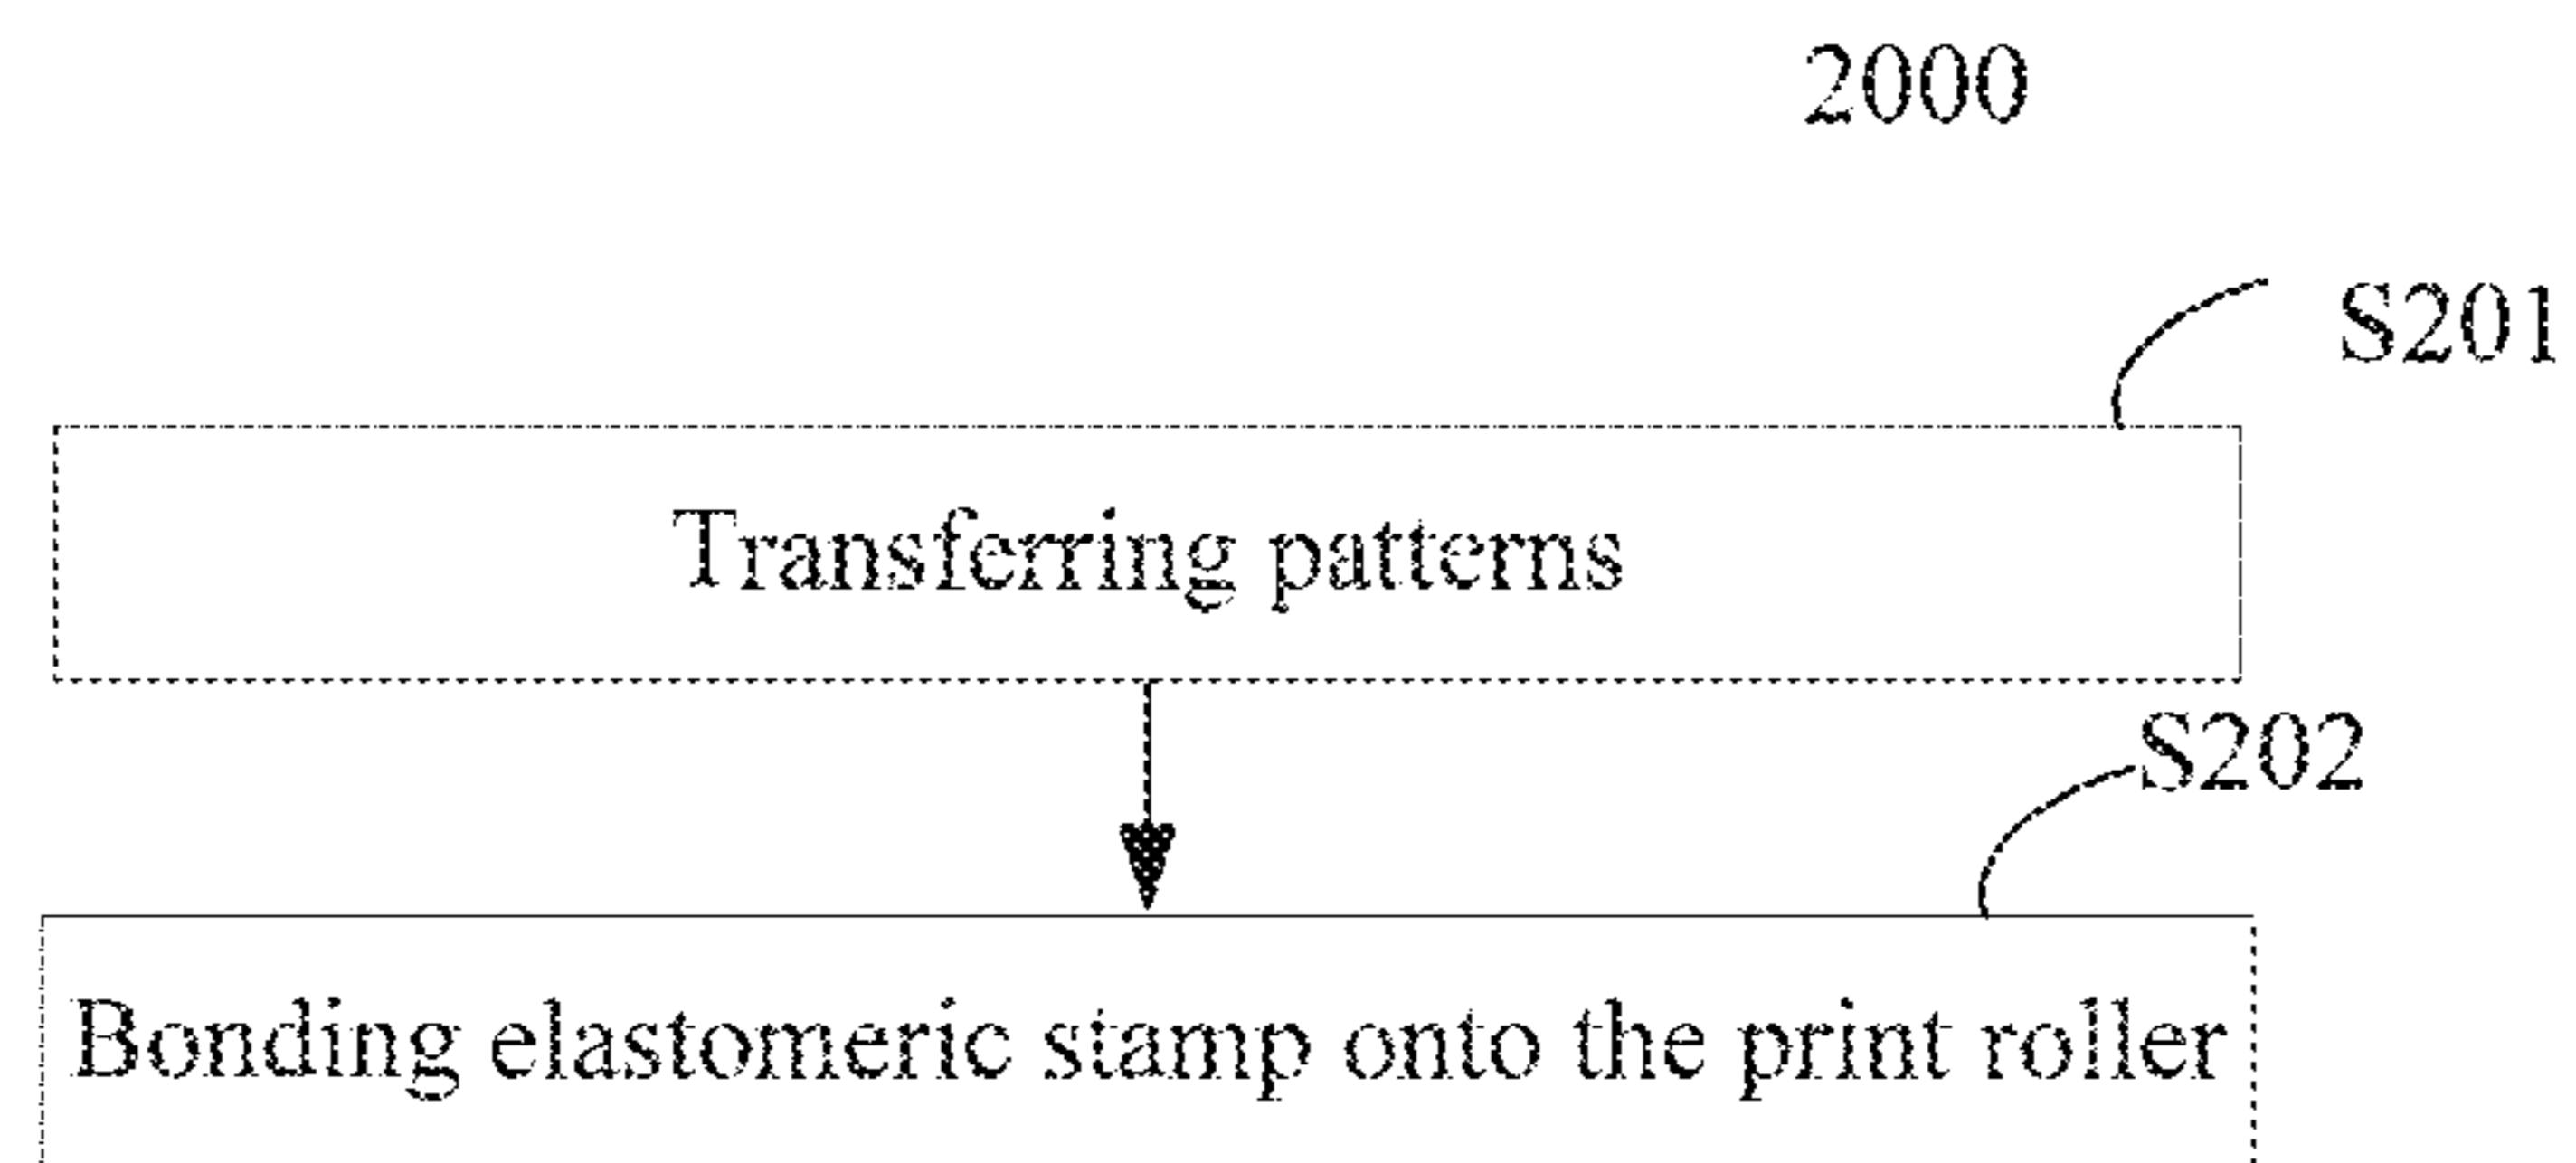 2000
S201
Transferring patterns
S202
Bonding elastomeric stamp onto the print roller